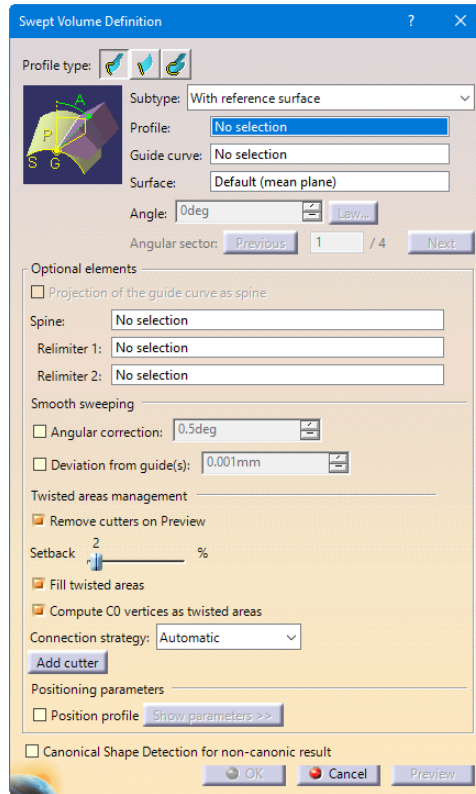 Swept Volume Definition ? ×
Profile type:
A
P
S G
Subtype: With reference surface
Profile: No selection
Guide curve: No selection
Surface: Default (mean plane)
Angle: 0deg Law...
Angular sector: Previous 1 / 4 Next
Optional elements
Projection of the guide curve as spine
Spine: No selection
Relimiter 1: No selection
Relimiter 2: No selection
Smooth sweeping
Angular correction: 0.5deg
Deviation from guide(s): 0.001mm
Twisted areas management
Remove cutters on Preview
2
Setback %
Fill twisted areas
Compute C0 vertices as twisted areas
Connection strategy: Automatic
Add cutter
Positioning parameters
Position profile Show parameters >>
Canonical Shape Detection for non-canonic result
OK Cancel Preview